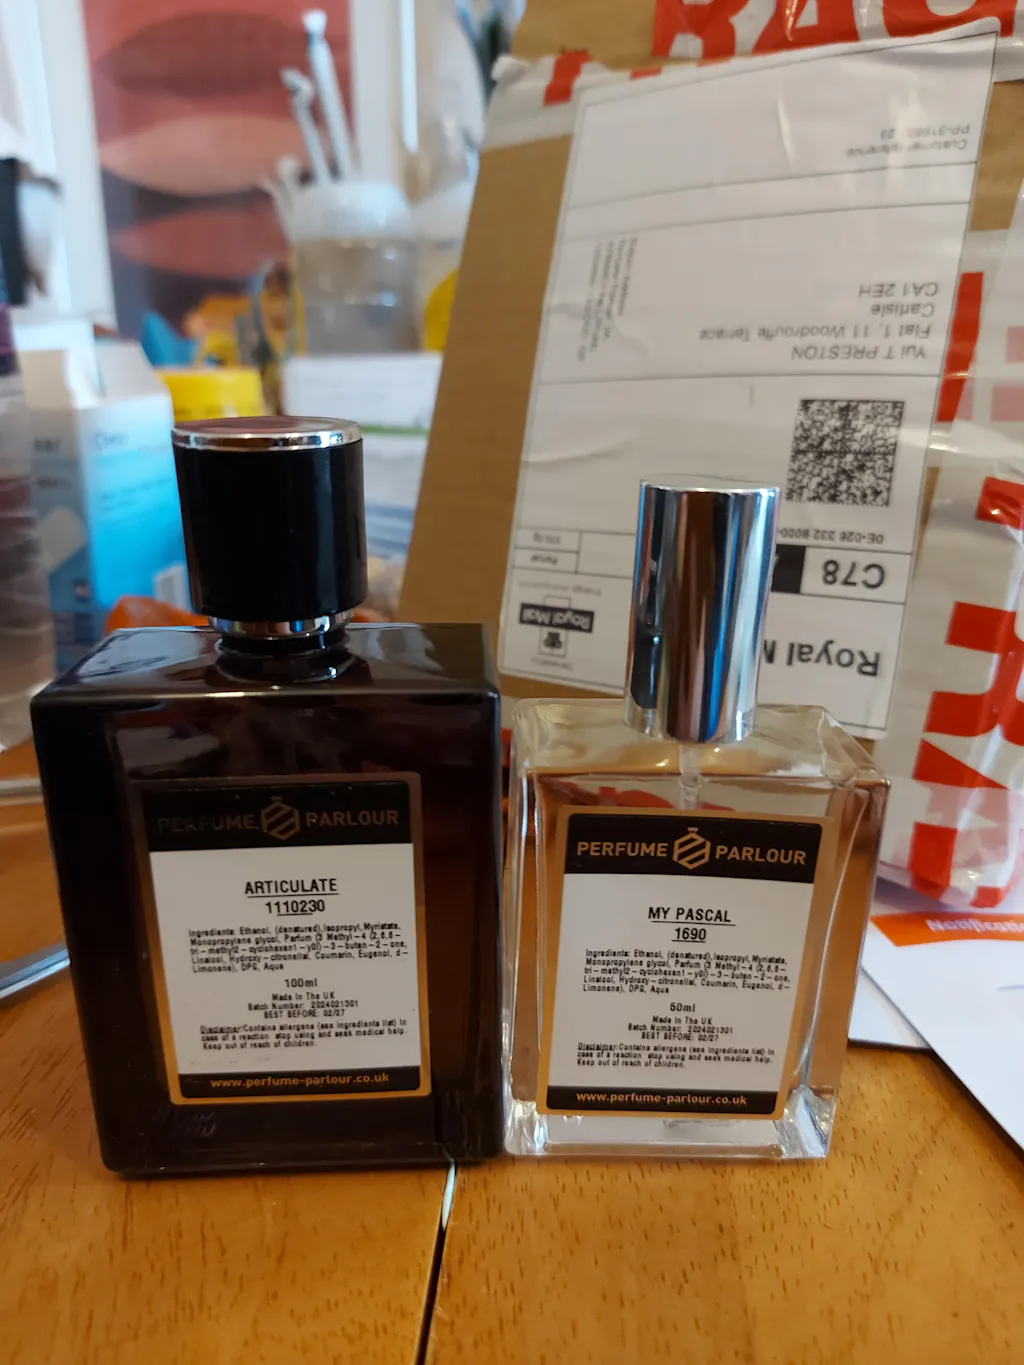 PERFUME PARLOUR
ARTICULATE
1110230
Ingredients: Ethanol, (denatured), Isopropyl, Myristate,
Monopropylene glycol, Parfum (3 Methyl-4 (2,6,6-
tri-methyl2-cyclohexen1-yl)-3-buten-2-one,
Linalool, Hydroxy-citronellal, Coumarin, Eugenol, d-
Limonene), DPG, Aqua
100ml
Made In The UK
Batch Number: 2024021301
BEST BEFORE: 02/27
Disclaimer:Contains allergens (see ingredients list) In
case of a reaction stop using and seek medical help.
Keep out of reach of children.
www.perfume-parlour.co.uk
PERFUME PARLOUR
MY PASCAL
1690
Ingredients: Ethanol, (denatured), Isopropyl, Myristate,
Monopropylene glycol, Parfum (3 Methyl-4 (2,6,6-
tri-methyl2-cyclohexen1-yl)-3-buten-2-one,
Linalool, Hydroxy-citronellal, Coumarin, Eugenol, d-
Limonene), DPG, Aqua
50ml
Made In The UK
Batch Number: 2024021301
BEST BEFORE: 02/27
Disclaimer:Contains allergens (see ingredients list) In
case of a reaction stop using and seek medical help.
Keep out of reach of children.
www.perfume-parlour.co.uk
Royal
C78
Royal Mail
Parcel
Yui T PRESTON
Flat 1, 11 Woodrouffe Terrace
Carlisle
CA1 2EH
Customer reference